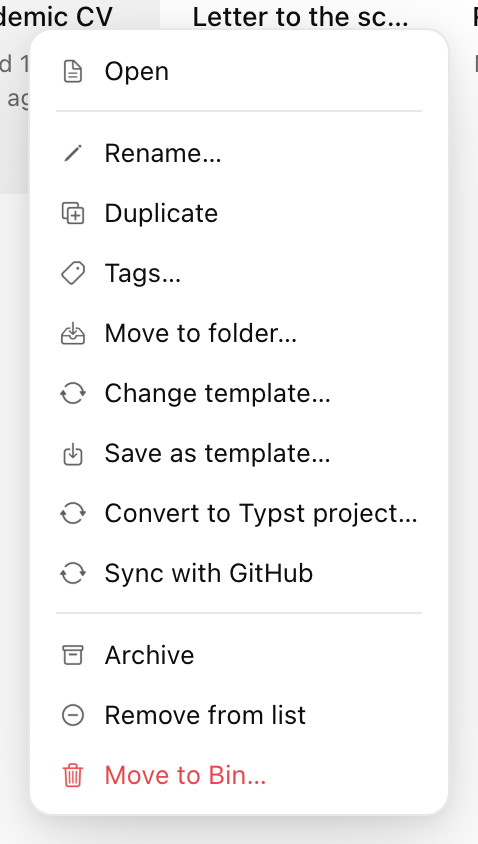 demic CV
Letter to the sc...
Open
Rename...
Duplicate
Tags...
Move to folder...
Change template...
Save as template...
Convert to Typst project...
Sync with GitHub
Archive
Remove from list
Move to Bin...